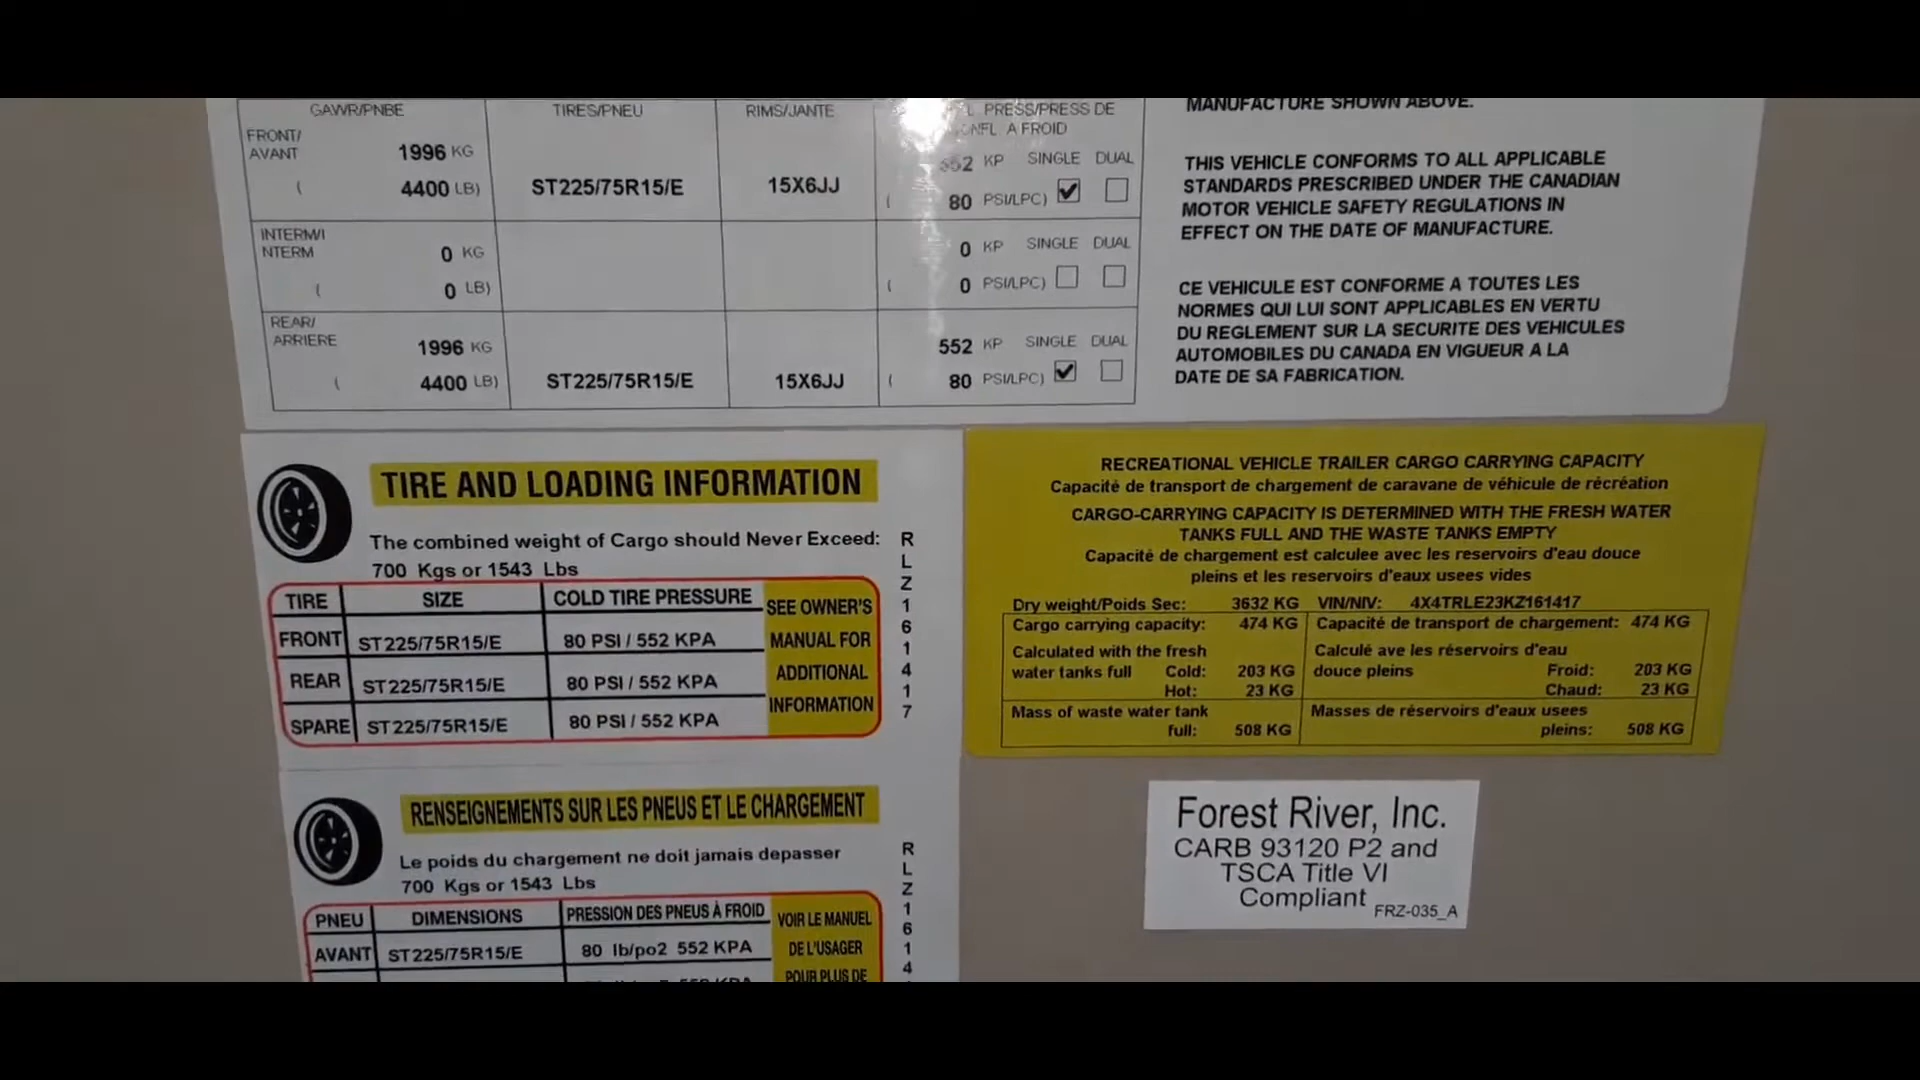 GAWR/PNBE TIRES/PNEU RIMS/JANTE PRESS/PRESS DE
A FROID
FRONT/
AVANT 1996 KG
( 4400 LB) ST225/75R15/E 15X6JJ
552 KP SINGLE DUAL
( 80 PSI/LPC)
INTERM/I
NTERM 0 KG
( 0 LB)
0 KP SINGLE DUAL
( 0 PSI/LPC)
REAR/
ARRIERE 1996 KG
( 4400 LB) ST225/75R15/E 15X6JJ
552 KP SINGLE DUAL
( 80 PSI/LPC)
MANUFACTURE SHOWN ABOVE.
THIS VEHICLE CONFORMS TO ALL APPLICABLE
STANDARDS PRESCRIBED UNDER THE CANADIAN
MOTOR VEHICLE SAFETY REGULATIONS IN
EFFECT ON THE DATE OF MANUFACTURE.
CE VEHICULE EST CONFORME A TOUTES LES
NORMES QUI LUI SONT APPLICABLES EN VERTU
DU REGLEMENT SUR LA SECURITE DES VEHICULES
AUTOMOBILES DU CANADA EN VIGUEUR A LA
DATE DE SA FABRICATION.
TIRE AND LOADING INFORMATION
The combined weight of Cargo should Never Exceed:
700 Kgs or 1543 Lbs
TIRE SIZE COLD TIRE PRESSURE
FRONT ST225/75R15/E 80 PSI / 552 KPA
REAR ST225/75R15/E 80 PSI / 552 KPA
SPARE ST225/75R15/E 80 PSI / 552 KPA
SEE OWNER'S
MANUAL FOR
ADDITIONAL
INFORMATION
RLZ161417
RECREATIONAL VEHICLE TRAILER CARGO CARRYING CAPACITY
Capacité de transport de chargement de caravane de véhicule de récréation
CARGO-CARRYING CAPACITY IS DETERMINED WITH THE FRESH WATER
TANKS FULL AND THE WASTE TANKS EMPTY
Capacité de chargement est calculee avec les reservoirs d'eau douce
pleins et les reservoirs d'eaux usees vides
Dry weight/Poids Sec: 3632 KG VIN/NIV: 4X4TRLE23KZ161417
Cargo carrying capacity: 474 KG Capacité de transport de chargement: 474 KG
Calculated with the fresh Calculé ave les réservoirs d'eau
water tanks full Cold: 203 KG douce pleins Froid: 203 KG
Hot: 23 KG Chaud: 23 KG
Mass of waste water tank Masses de réservoirs d'eaux usees
full: 508 KG pleins: 508 KG
RENSEIGNEMENTS SUR LES PNEUS ET LE CHARGEMENT
Le poids du chargement ne doit jamais depasser
700 Kgs or 1543 Lbs
PNEU DIMENSIONS PRESSION DES PNEUS À FROID
AVANT ST225/75R15/E 80 lb/po2 552 KPA
VOIR LE MANUEL
DE L'USAGER
POUR PLUS DE
RLZ1614
Forest River, Inc.
CARB 93120 P2 and
TSCA Title VI
Compliant
FRZ-035_A